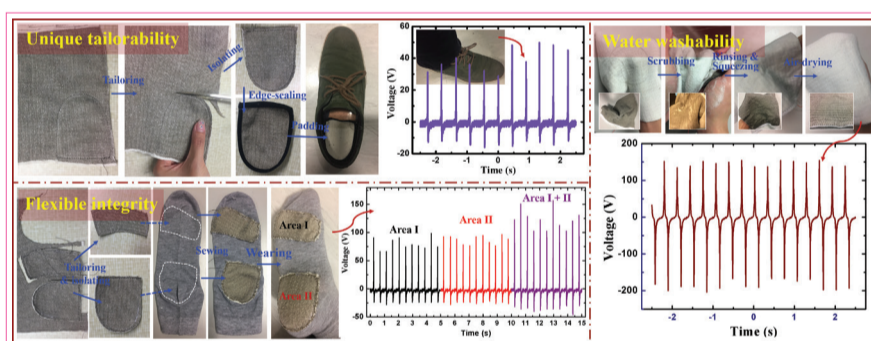 Unique tailorability
Tailoring
Isolating
Edge-sealing
Padding
60
40
20
0
-20
Voltage (V)
-2
-1
0
1
2
Time (s)
Water washability
Scrubbing
Rinsing &
Squeezing
200
150
100
50
0
-100
-200
Voltage (V)
-2
-1
0
1
2
Time (s)
Flexible integrity
Tailoring
& isolating
Sewing
Wearing
Area I
Area II
150
100
50
0
-50
Voltage (V)
Area I
Area II
Area I + II
0 1 2 3 4 5 6 7 8 9 10 11 12 13 14 15
Time (s)